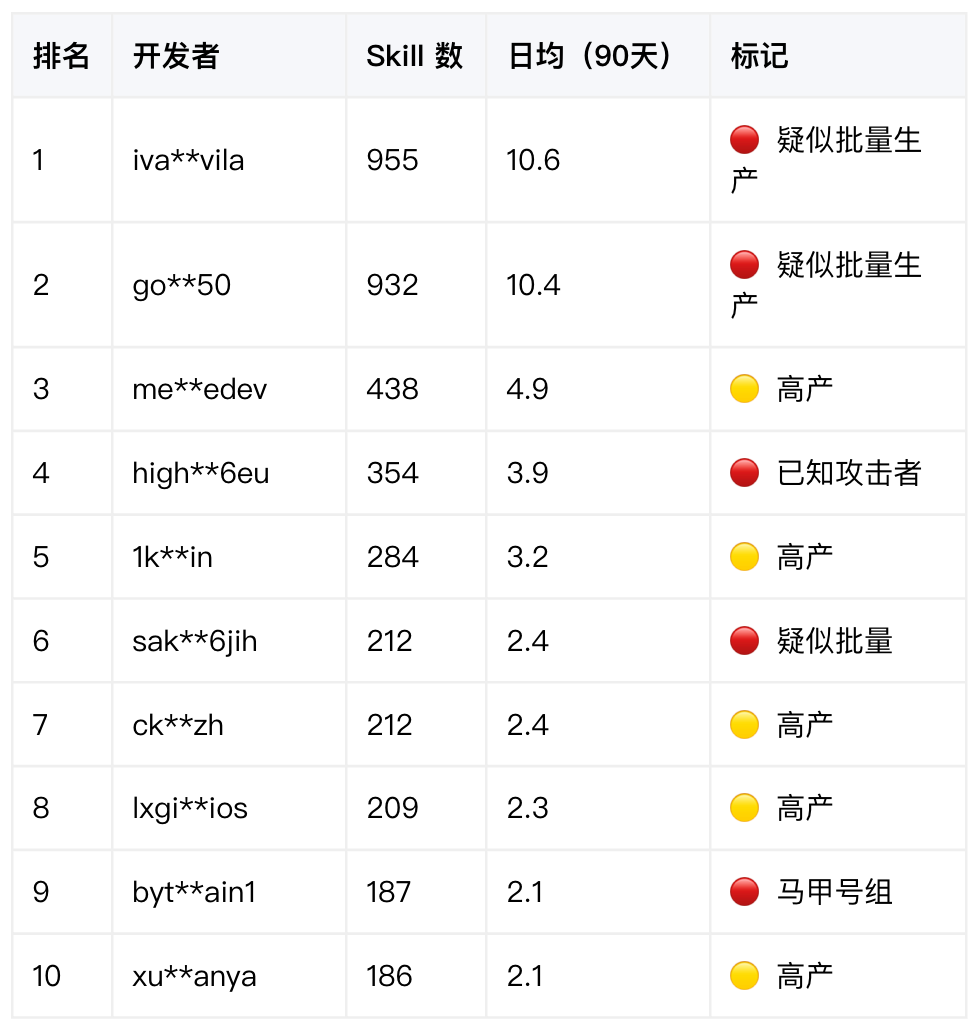 排名 开发者 Skill 数 日均（90天） 标记
1 iva**vila 955 10.6 🔴 疑似批量生
产
2 go**50 932 10.4 🔴 疑似批量生
产
3 me**edev 438 4.9 🟡 高产
4 high**6eu 354 3.9 🔴 已知攻击者
5 1k**in 284 3.2 🟡 高产
6 sak**6jih 212 2.4 🔴 疑似批量
7 ck**zh 212 2.4 🟡 高产
8 lxgi**ios 209 2.3 🟡 高产
9 byt**ain1 187 2.1 🔴 马甲号组
10 xu**anya 186 2.1 🟡 高产